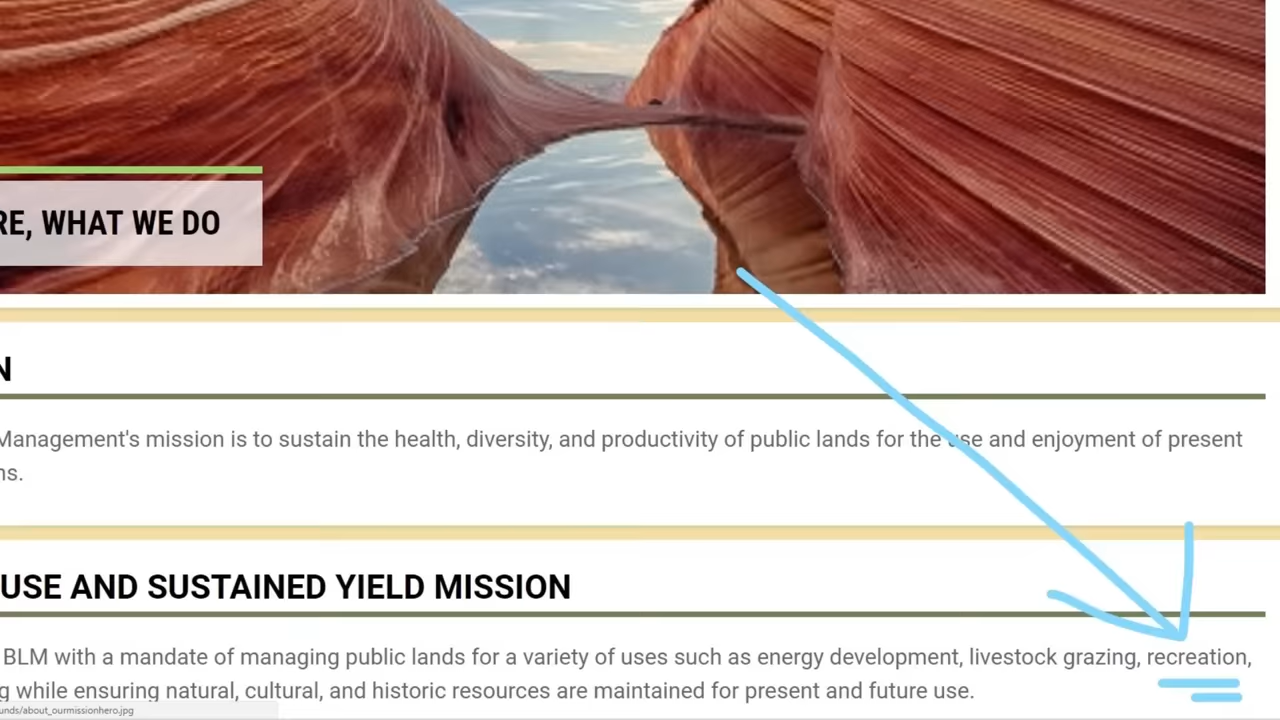 RE, WHAT WE DO
N
Management's mission is to sustain the health, diversity, and productivity of public lands for the use and enjoyment of present
ns.
USE AND SUSTAINED YIELD MISSION
BLM with a mandate of managing public lands for a variety of uses such as energy development, livestock grazing, recreation,
g while ensuring natural, cultural, and historic resources are maintained for present and future use.
unds/about_ourmissionhero.jpg